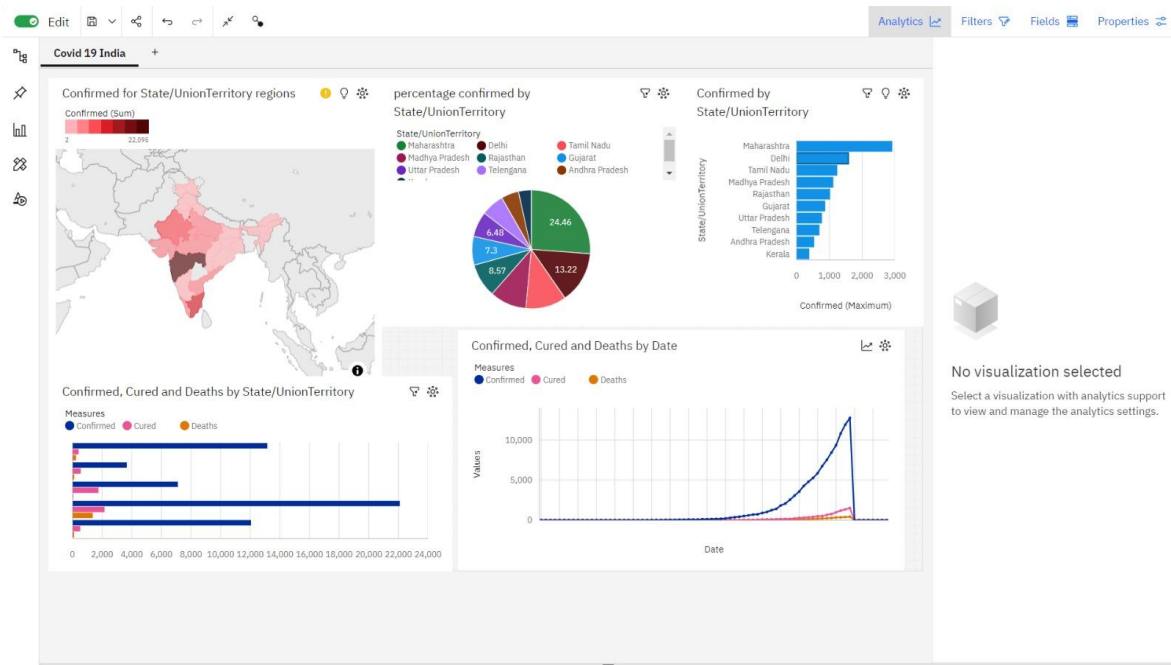 Edit
Analytics
Filters
Fields
Properties
Covid 19 India
+
Confirmed for State/UnionTerritory regions
Confirmed (Sum)
2 22,095
percentage confirmed by
State/UnionTerritory
State/UnionTerritory
Maharashtra Delhi Tamil Nadu
Madhya Pradesh Rajasthan Gujarat
Uttar Pradesh Telengana Andhra Pradesh
24.46
13.22
8.57
7.3
6.48
Confirmed by
State/UnionTerritory
State/UnionTerritory
Maharashtra
Delhi
Tamil Nadu
Madhya Pradesh
Rajasthan
Gujarat
Uttar Pradesh
Telengana
Andhra Pradesh
Kerala
0 1,000 2,000 3,000
Confirmed (Maximum)
Confirmed, Cured and Deaths by State/UnionTerritory
Measures
Confirmed Cured Deaths
0 2,000 4,000 6,000 8,000 10,000 12,000 14,000 16,000 18,000 20,000 22,000 24,000
Confirmed, Cured and Deaths by Date
Measures
Confirmed Cured Deaths
Values
10,000
5,000
0
Date
No visualization selected
Select a visualization with analytics support
to view and manage the analytics settings.